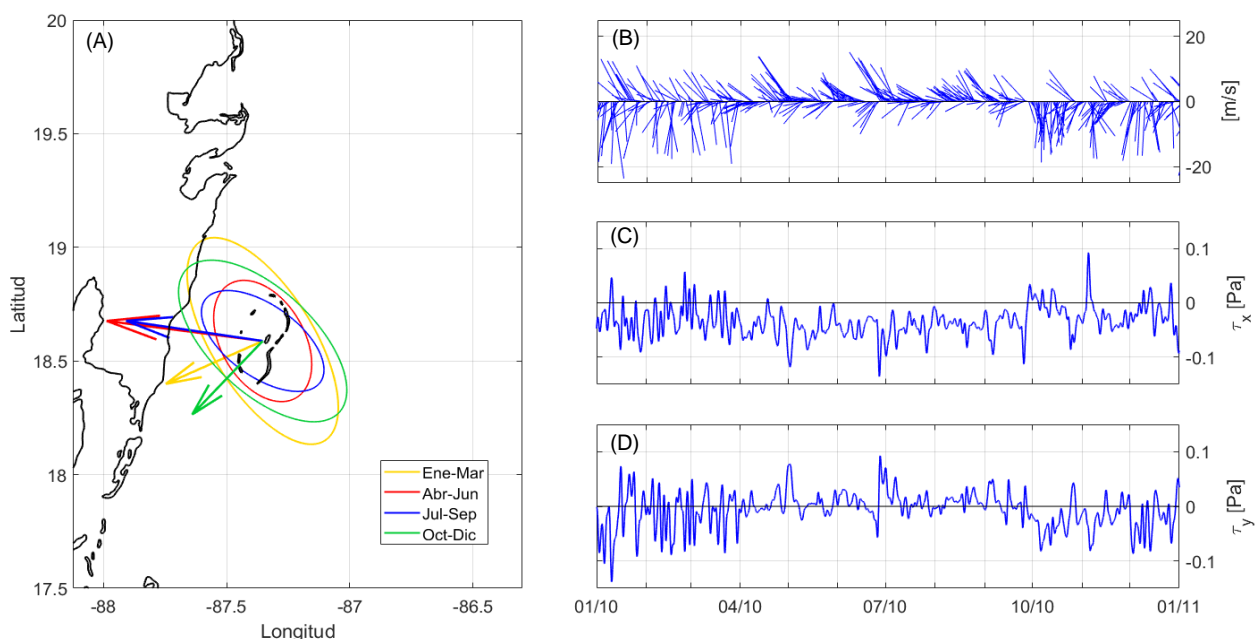 (A)
20
19.5
19
18.5
18
17.5
Latitud
-88
-87.5
-87
-86.5
Longitud
Ene-Mar
Abr-Jun
Jul-Sep
Oct-Dic
(B)
20
0
-20
[m/s]
(C)
0.1
0
-0.1
τx [Pa]
(D)
0.1
0
-0.1
τy [Pa]
01/10
04/10
07/10
10/10
01/11